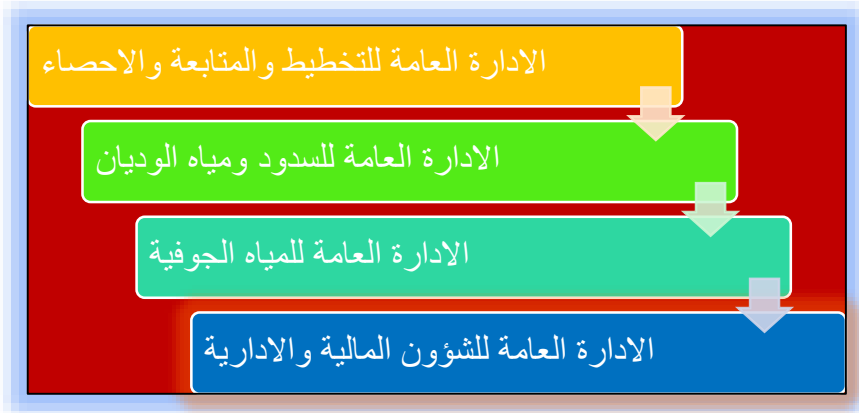 الادارة العامة للتخطيط والمتابعة والاحصاء
الادارة العامة للسدود ومياه الوديان
الادارة العامة للمياه الجوفية
الادارة العامة للشؤون المالية والادارية